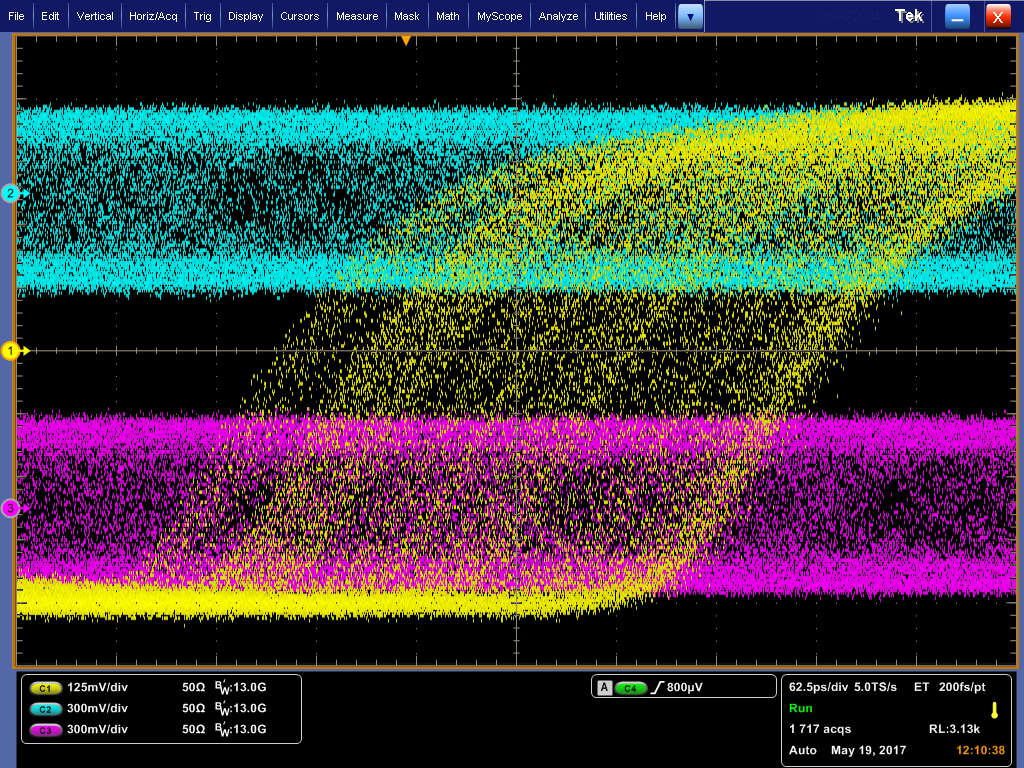 File Edit Vertical Horiz/Acq Trig Display Cursors Measure Mask Math MyScope Analyze Utilities Help Tek X
2
1
3
C1 125mV/div 50Ω BW:13.0G
C2 300mV/div 50Ω BW:13.0G
C3 300mV/div 50Ω BW:13.0G
A C4 800µV
62.5ps/div 5.0TS/s ET 200fs/pt
Run
1 717 acqs RL:3.13k
Auto May 19, 2017 12:10:38